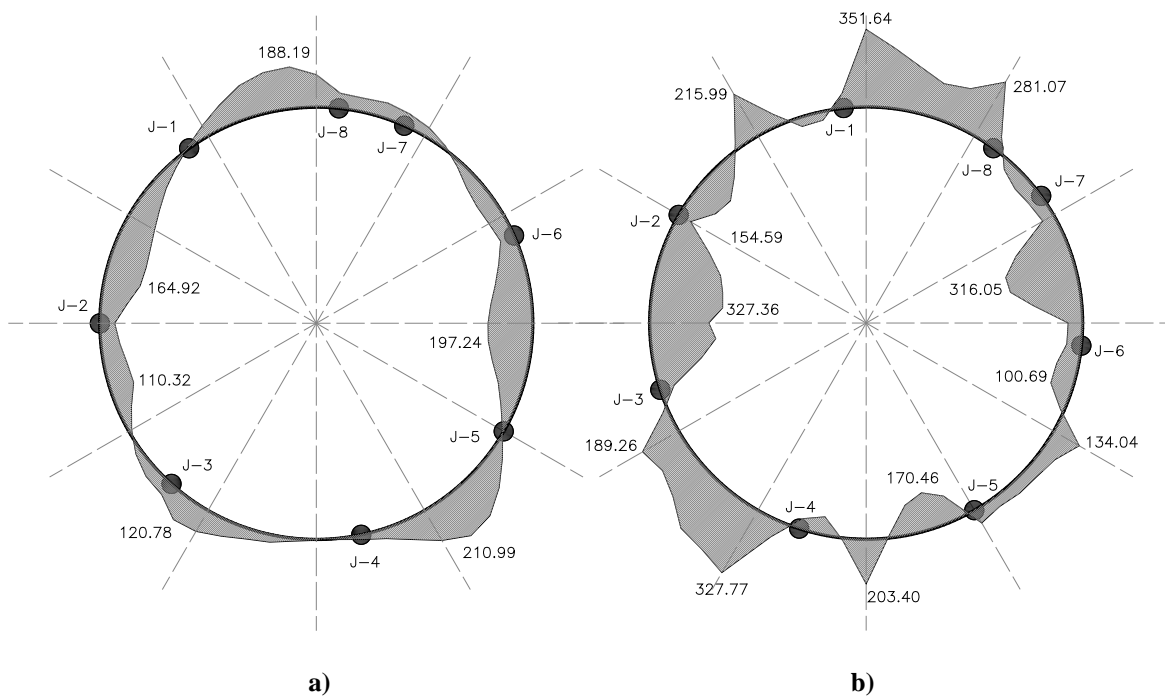 188.19
J-1
J-8
J-7
J-6
164.92
J-2
197.24
110.32
J-5
J-3
120.78
J-4
210.99
a)
351.64
215.99
281.07
J-1
J-8
J-7
J-2
154.59
316.05
327.36
J-6
100.69
J-3
189.26
134.04
170.46
J-5
J-4
327.77
203.40
b)